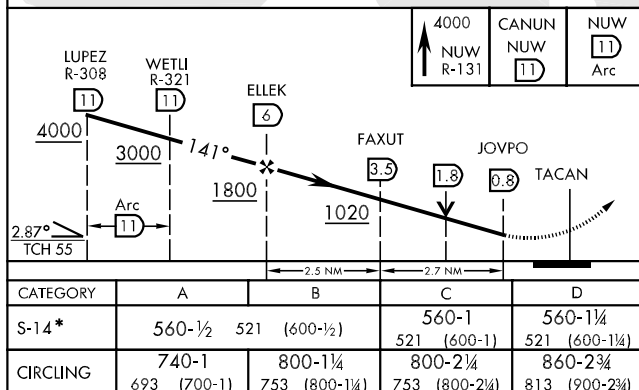 4000
NUW
R-131
CANUN
NUW
11
NUW
11
Arc
LUPEZ
R-308
11
WETLI
R-321
11
ELLEK
6
FAXUT
3.5
1.8
JOVPO
0.8
TACAN
4000
3000
141°
1800
1020
Arc
11
2.87°
TCH 55
2.5 NM
2.7 NM
CATEGORY A B C D
S-14* 560-½ 521 (600-½) 560-1 521 (600-1) 560-1¼ 521 (600-1¼)
CIRCLING 740-1 693 (700-1) 800-1¼ 753 (800-1¼) 800-2¼ 753 (800-2¼) 860-2¾ 813 (900-2¾)